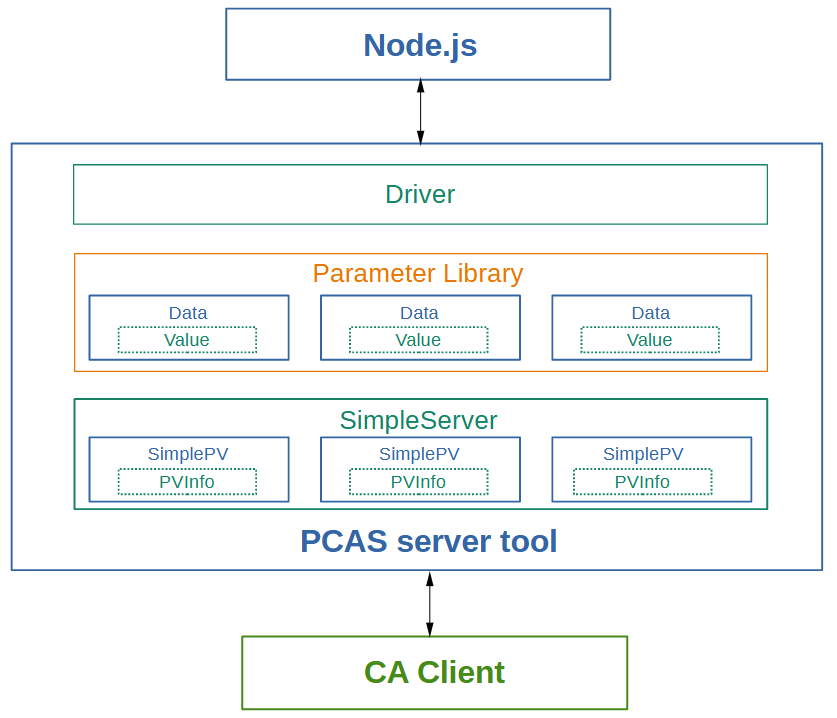 Node.js
Driver
Parameter Library
Data Data Data
Value Value Value
SimpleServer
SimplePV SimplePV SimplePV
PVInfo PVInfo PVInfo
PCAS server tool
CA Client